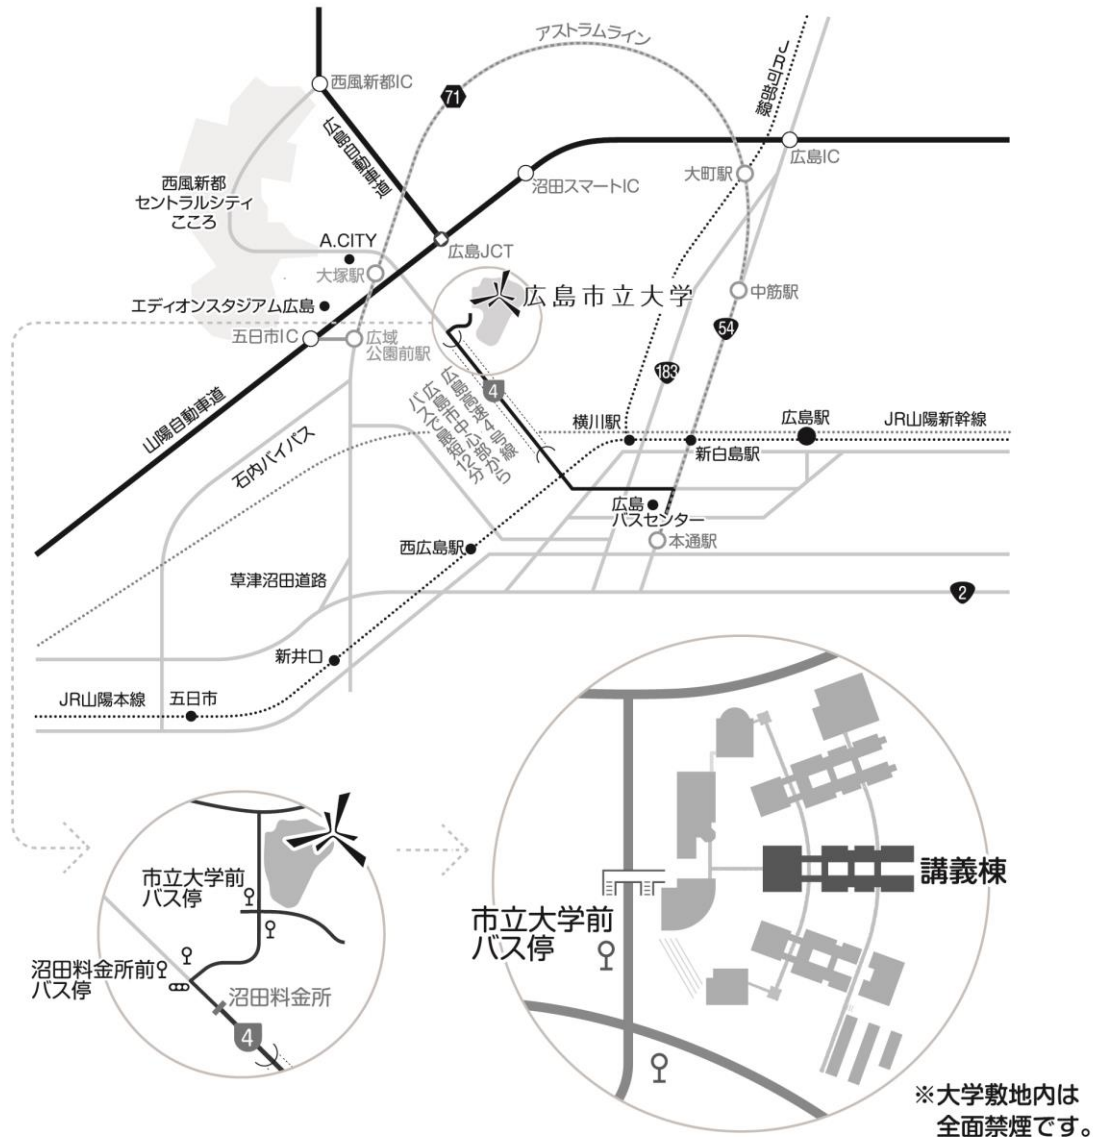 アストラムライン
JR可部線
西風新都IC
71
広島自動車道
広島IC
大町駅
沼田スマートIC
西風新都
セントラルシティ
こころ
A.CITY
広島JCT
大塚駅
広島市立大学
中筋駅
エディオンスタジアム広島
五日市IC
広域
公園前駅
54
183
4
広島高速4号線
広島市中心部から
バスで最短12分
山陽自動車道
石内バイパス
横川駅
広島駅
JR山陽新幹線
新白島駅
広島
バスセンター
本通駅
西広島駅
草津沼田道路
2
新井口
JR山陽本線
五日市
市立大学前
バス停
沼田料金所前
バス停
沼田料金所
4
講義棟
市立大学前
バス停
※大学敷地内は
全面禁煙です。